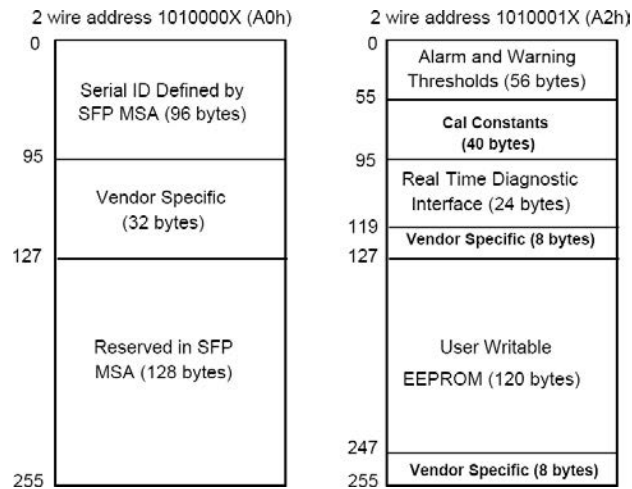 2 wire address 1010000X (A0h)
0
Serial ID Defined by
SFP MSA (96 bytes)
95
Vendor Specific
(32 bytes)
127
Reserved in SFP
MSA (128 bytes)
255
2 wire address 1010001X (A2h)
0
Alarm and Warning
Thresholds (56 bytes)
55
Cal Constants
(40 bytes)
95
Real Time Diagnostic
Interface (24 bytes)
119
Vendor Specific (8 bytes)
127
User Writable
EEPROM (120 bytes)
247
Vendor Specific (8 bytes)
255